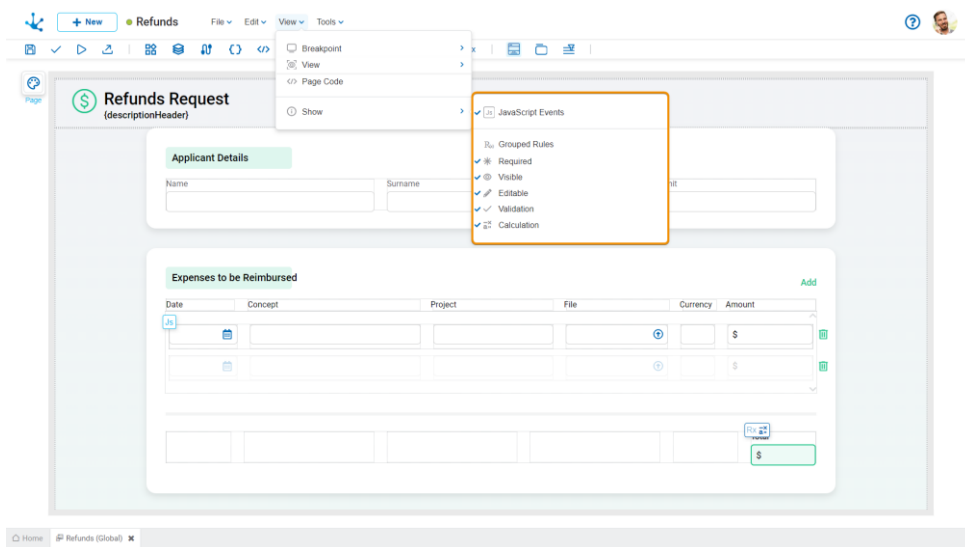 + New
Refunds
File
Edit
View
Tools
Breakpoint
View
Page Code
Show
JavaScript Events
Rx Grouped Rules
Required
Visible
Editable
Validation
Calculation
Page
Refunds Request
{descriptionHeader}
Applicant Details
Name
Surname
Expenses to be Reimbursed
Add
Date
Concept
Project
File
Currency
Amount
Js
$
$
Rx
Total
$
Home
Refunds (Global)